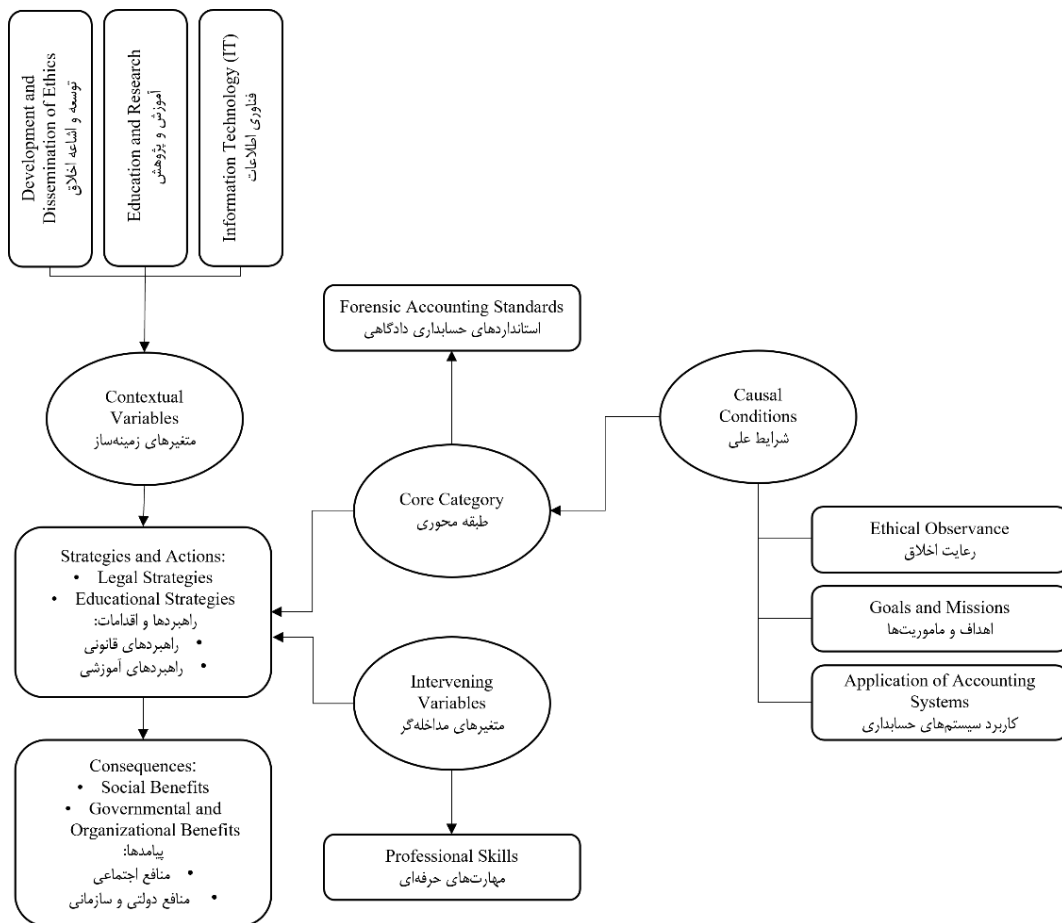 Development and
Dissemination of Ethics
توسعه و اشاعه اخلاق
Education and Research
آموزش و پژوهش
Information Technology (IT)
فناوری اطلاعات
Forensic Accounting Standards
استانداردهای حسابداری دادگاهی
Contextual
Variables
متغیرهای زمینه‌ساز
Causal
Conditions
شرایط علی
Core Category
طبقه محوری
Strategies and Actions:
• Legal Strategies
• Educational Strategies
راهبردها و اقدامات:
• راهبردهای قانونی
• راهبردهای آموزشی
Ethical Observance
رعایت اخلاق
Goals and Missions
اهداف و ماموریت‌ها
Application of Accounting
Systems
کاربرد سیستم‌های حسابداری
Intervening
Variables
متغیرهای مداخله‌گر
Consequences:
• Social Benefits
• Governmental and
Organizational Benefits
پیامدها:
• منافع اجتماعی
• منافع دولتی و سازمانی
Professional Skills
مهارت‌های حرفه‌ای